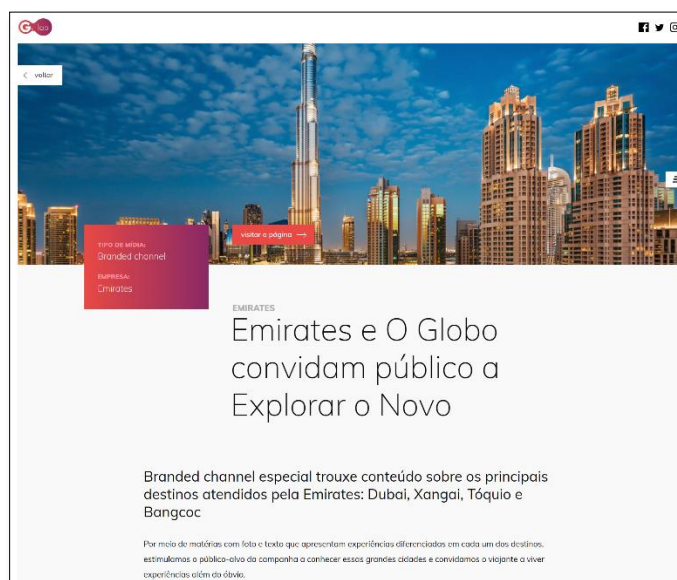 G lab
voltar
visitar a página
TIPO DE MÍDIA:
Branded channel
EMPRESA:
Emirates
EMIRATES
Emirates e O Globo
convidam público a
Explorar o Novo
Branded channel especial trouxe conteúdo sobre os principais
destinos atendidos pela Emirates: Dubai, Xangai, Tóquio e
Bangcoc
Por meio de matérias com foto e texto que apresentam experiências diferenciadas em cada um dos destinos,
estimulamos o público-alvo da companha a conhecer essas grandes cidades e convidamos o viajante a viver
experiências além do óbvio.